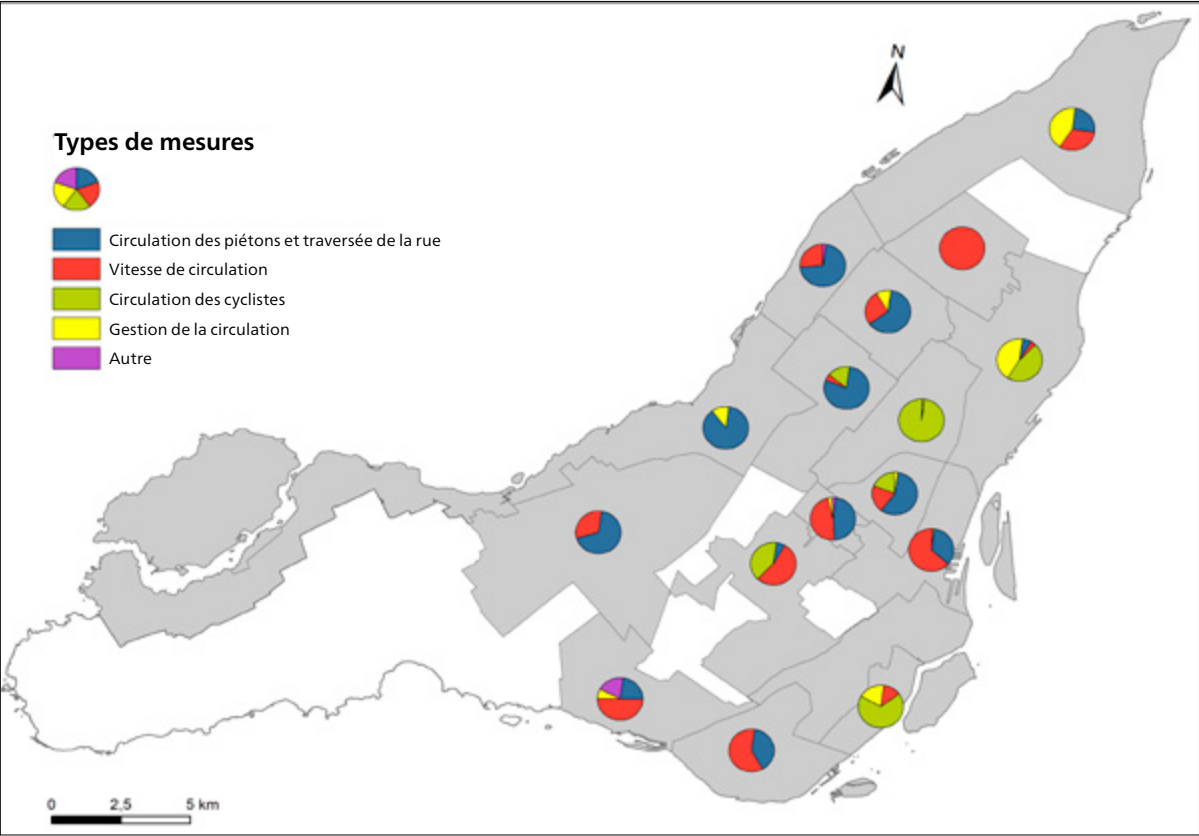 N
Types de mesures
Circulation des piétons et traversée de la rue
Vitesse de circulation
Circulation des cyclistes
Gestion de la circulation
Autre
0 2,5 5 km